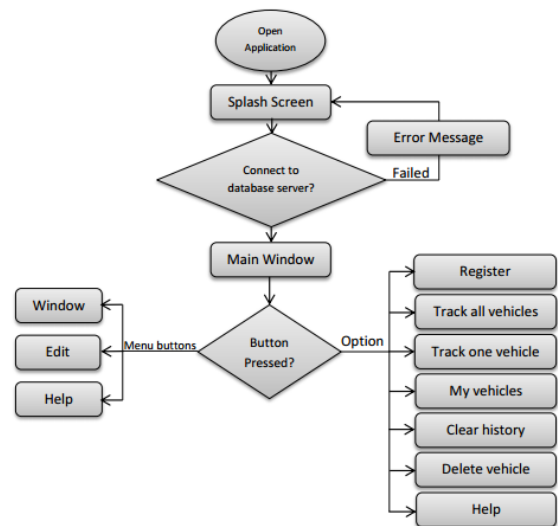 Open
Application
Splash Screen
Error Message
Connect to
database server?
Failed
Main Window
Register
Window
Track all vehicles
Menu buttons
Button
Pressed?
Option
Edit
Track one vehicle
Help
My vehicles
Clear history
Delete vehicle
Help